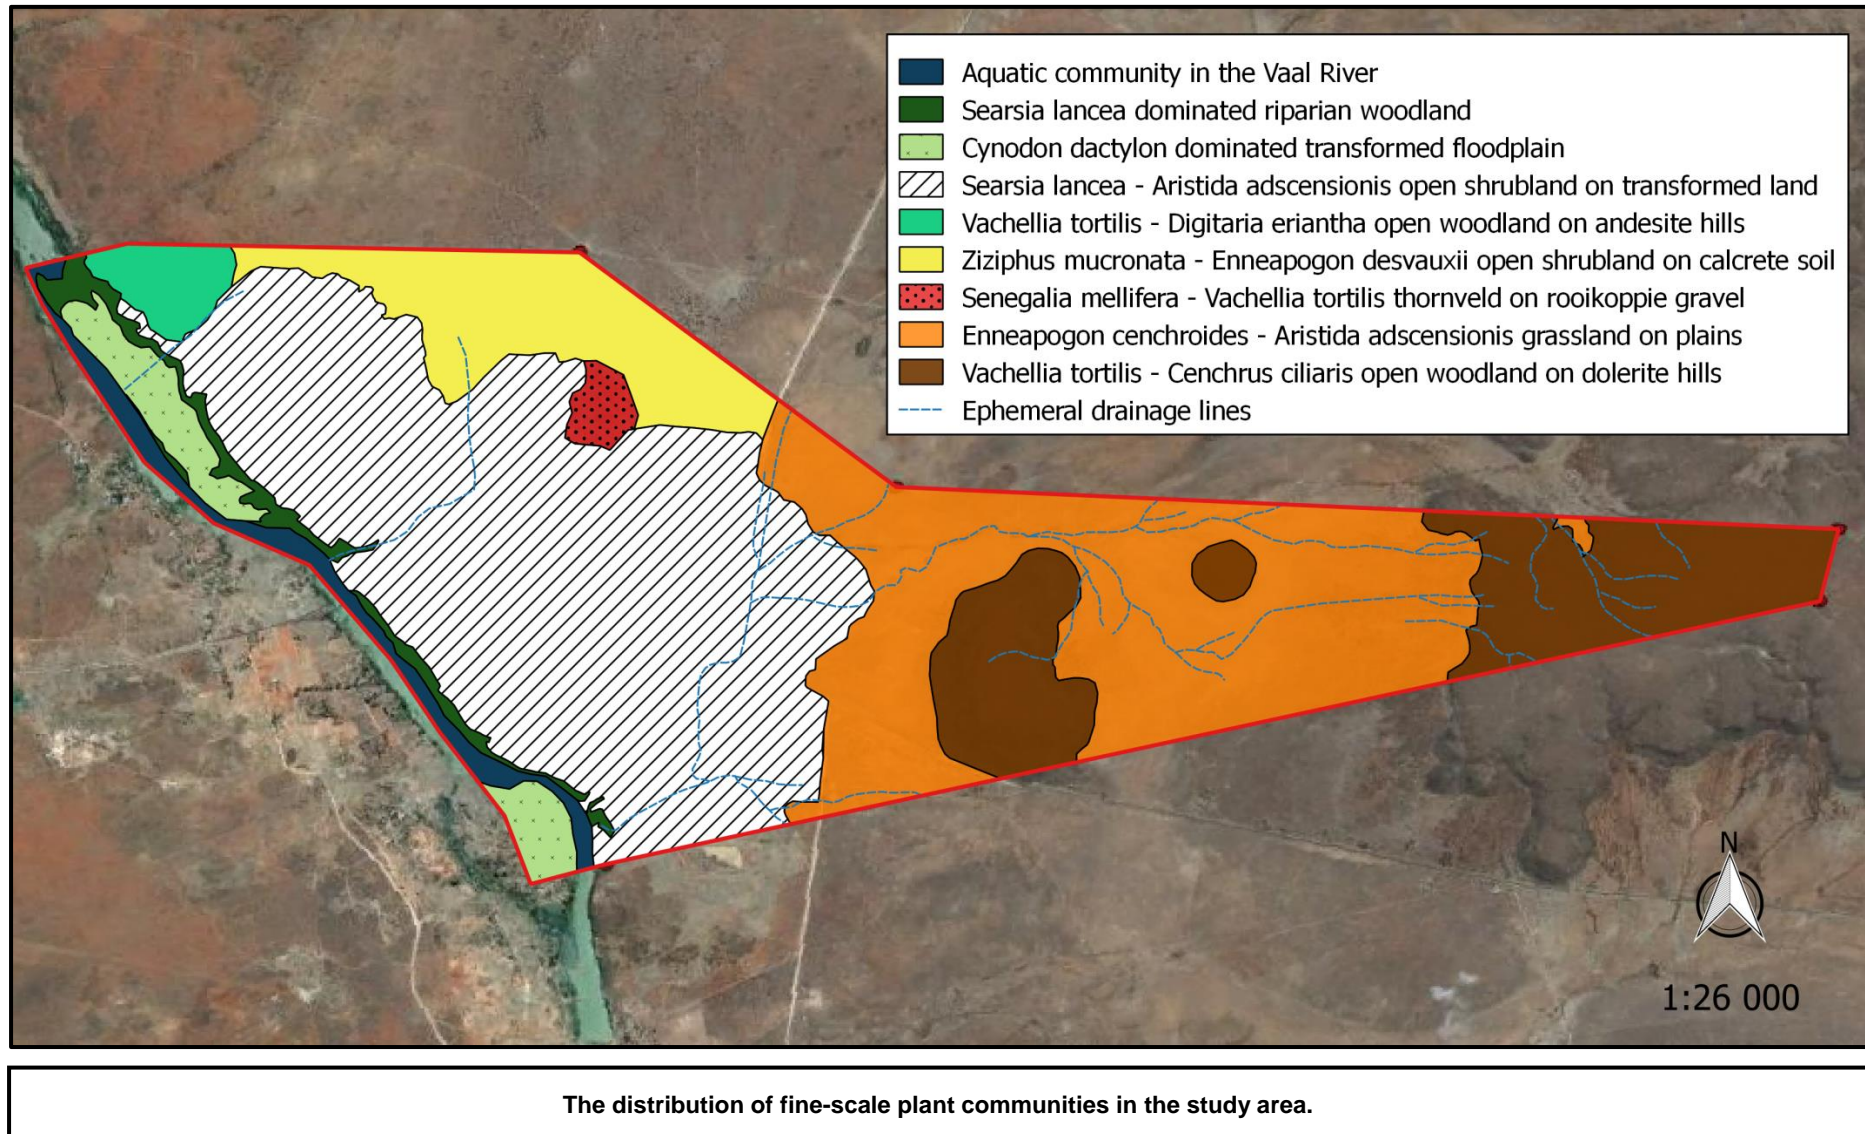 Aquatic community in the Vaal River
Searsia lancea dominated riparian woodland
Cynodon dactylon dominated transformed floodplain
Searsia lancea - Aristida adscensionis open shrubland on transformed land
Vachellia tortilis - Digitaria eriantha open woodland on andesite hills
Ziziphus mucronata - Enneapogon desvauxii open shrubland on calcrete soil
Senegalia mellifera - Vachellia tortilis thornveld on rooikoppie gravel
Enneapogon cenchroides - Aristida adscensionis grassland on plains
Vachellia tortilis - Cenchrus ciliaris open woodland on dolerite hills
Ephemeral drainage lines
N
1:26 000
The distribution of fine-scale plant communities in the study area.